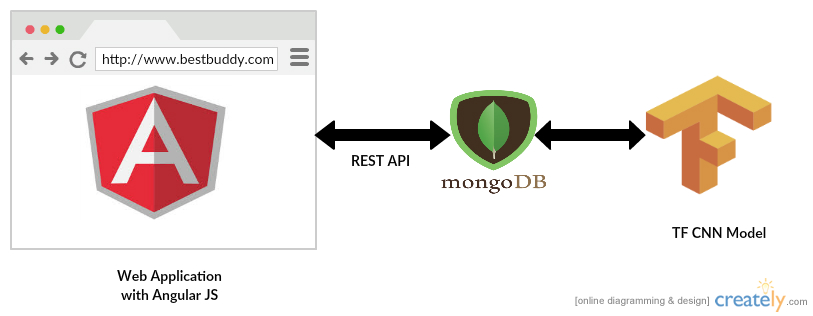 http://www.bestbuddy.com
A
REST API
mongoDB
TF CNN Model
Web Application
with Angular JS
[online diagramming & design] creately.com